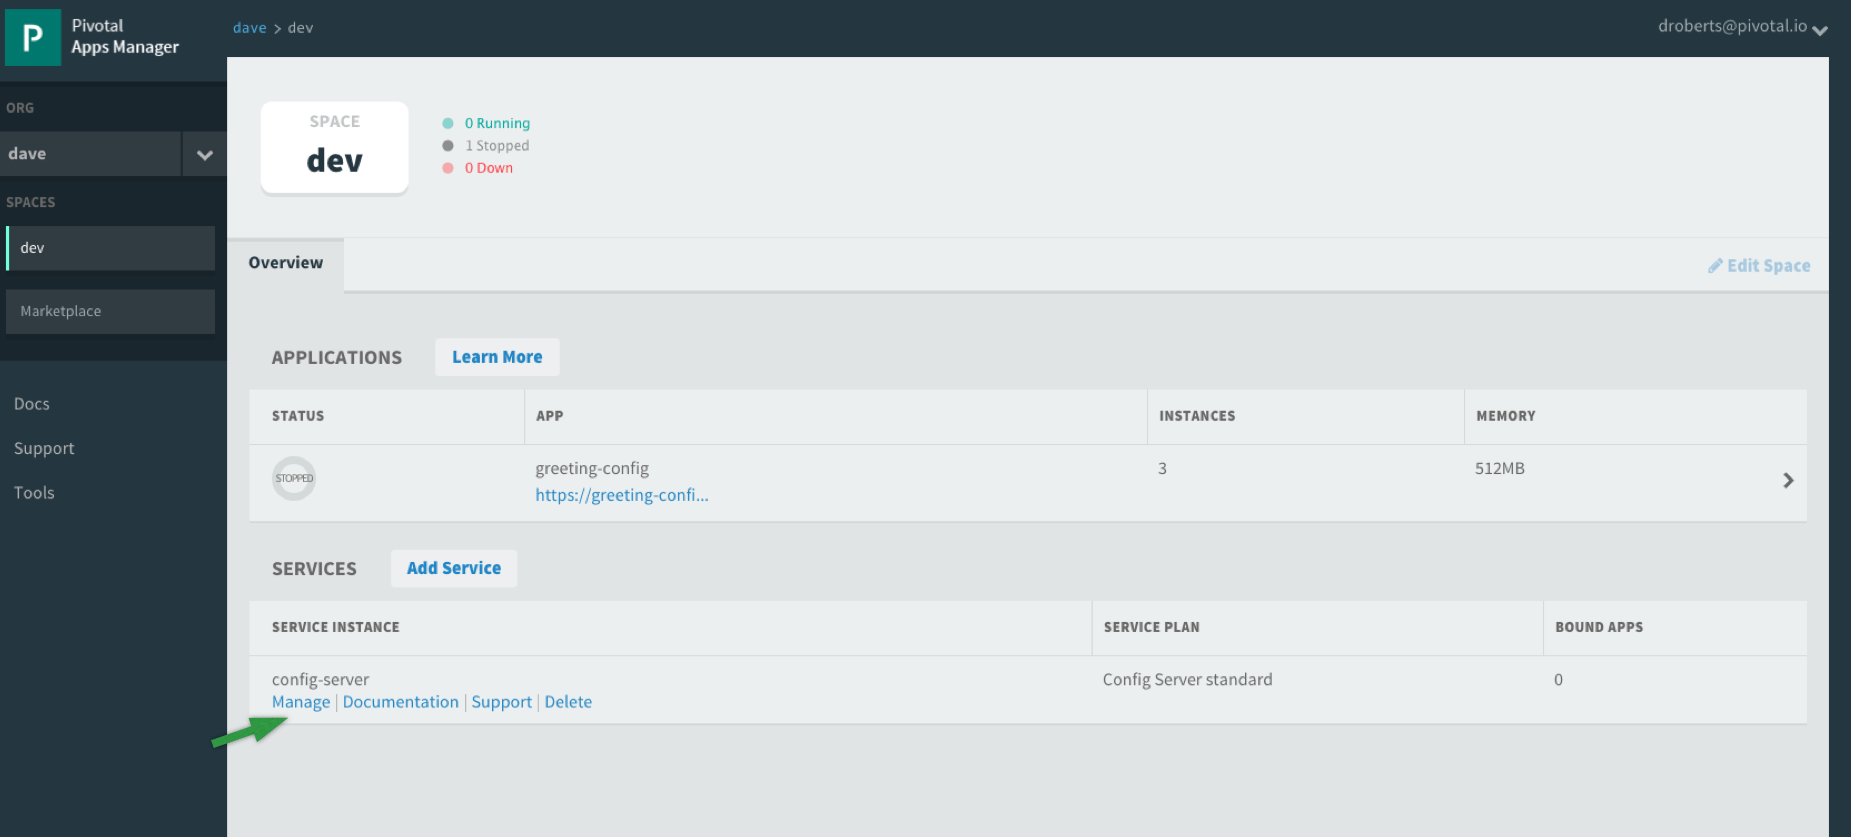 P
Pivotal
Apps Manager
dave > dev
droberts@pivotal.io
ORG
dave
SPACES
dev
Marketplace
Docs
Support
Tools
SPACE
dev
0 Running
1 Stopped
0 Down
Overview
Edit Space
APPLICATIONS
Learn More
STATUS APP INSTANCES MEMORY
STOPPED greeting-config 3 512MB
https://greeting-confi...
SERVICES
Add Service
SERVICE INSTANCE SERVICE PLAN BOUND APPS
config-server Config Server standard 0
Manage | Documentation | Support | Delete